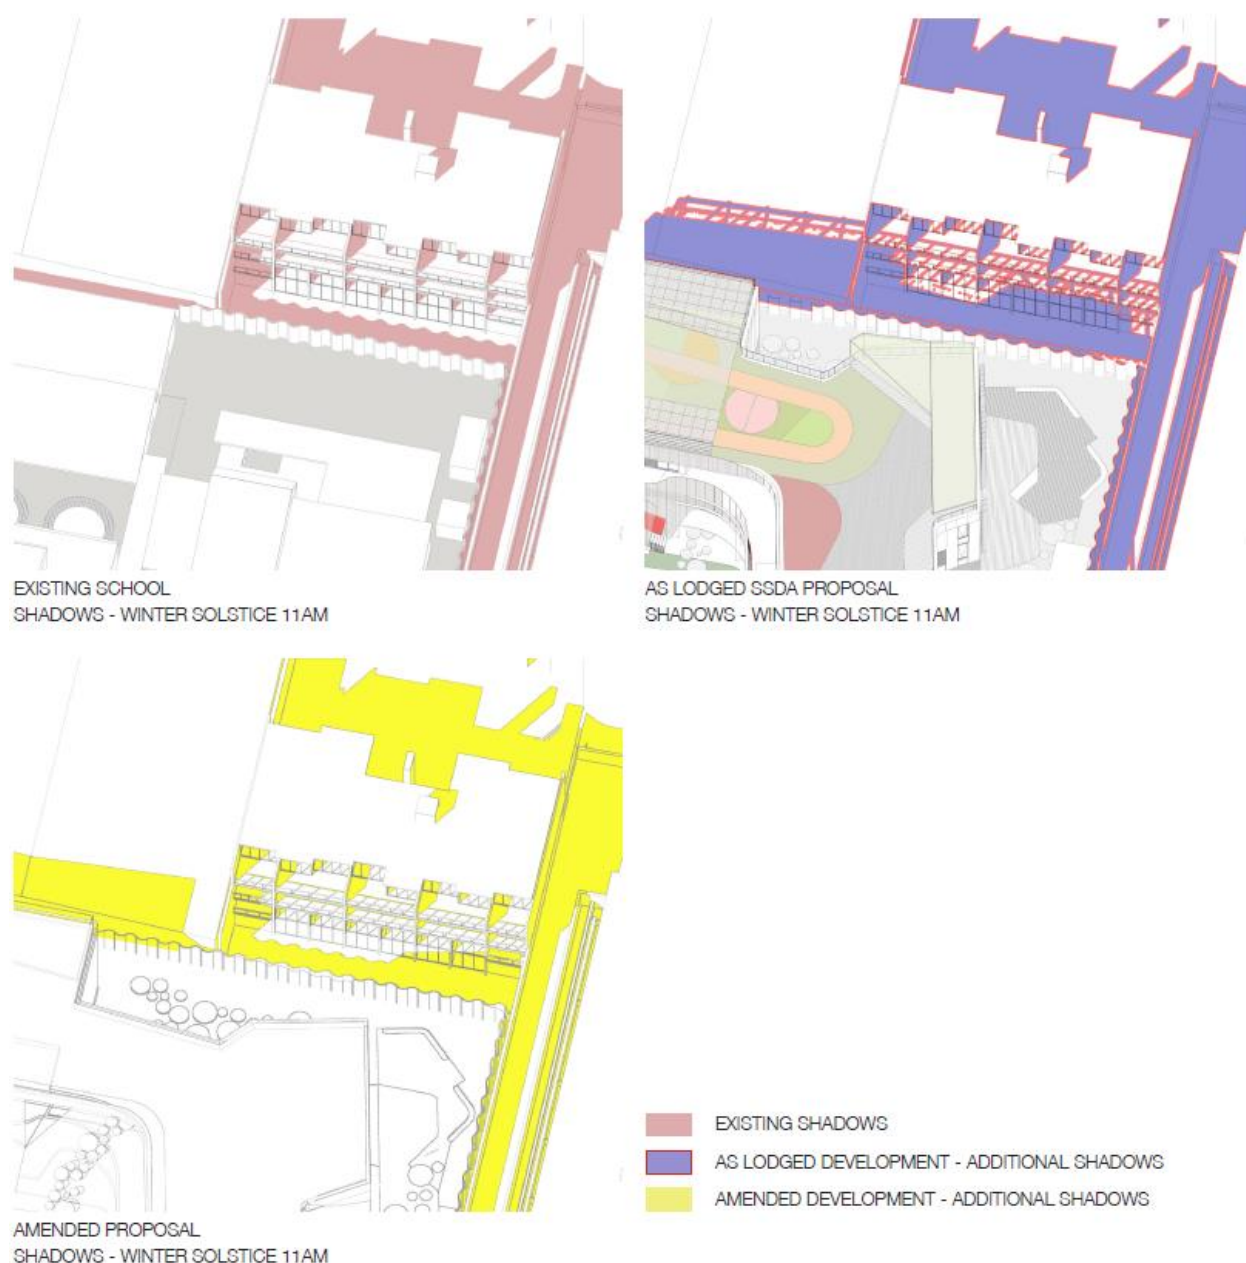 EXISTING SCHOOL
SHADOWS - WINTER SOLSTICE 11AM
AS LODGED SSDA PROPOSAL
SHADOWS - WINTER SOLSTICE 11AM
AMENDED PROPOSAL
SHADOWS - WINTER SOLSTICE 11AM
EXISTING SHADOWS
AS LODGED DEVELOPMENT - ADDITIONAL SHADOWS
AMENDED DEVELOPMENT - ADDITIONAL SHADOWS